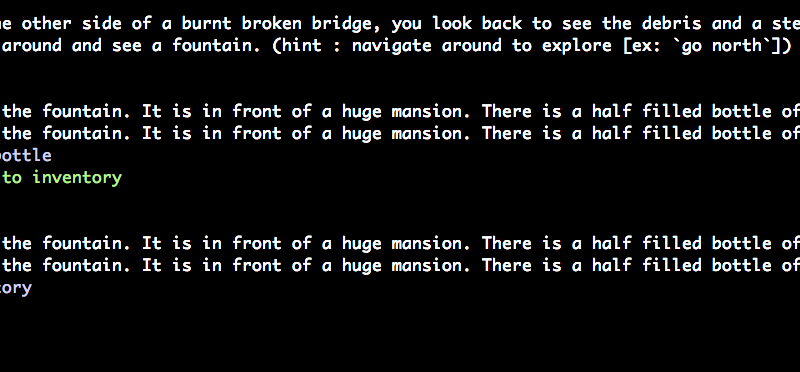 other side of a burnt broken bridge, you look back to see the debris and a
around and see a fountain. (hint : navigate around to explore [ex: `go north`])
the fountain. It is in front of a huge mansion. There is a half filled bottle of
the fountain. It is in front of a huge mansion. There is a half filled bottle of
bottle
to inventory
the fountain. It is in front of a huge mansion. There is a half filled bottle of
the fountain. It is in front of a huge mansion. There is a half filled bottle of